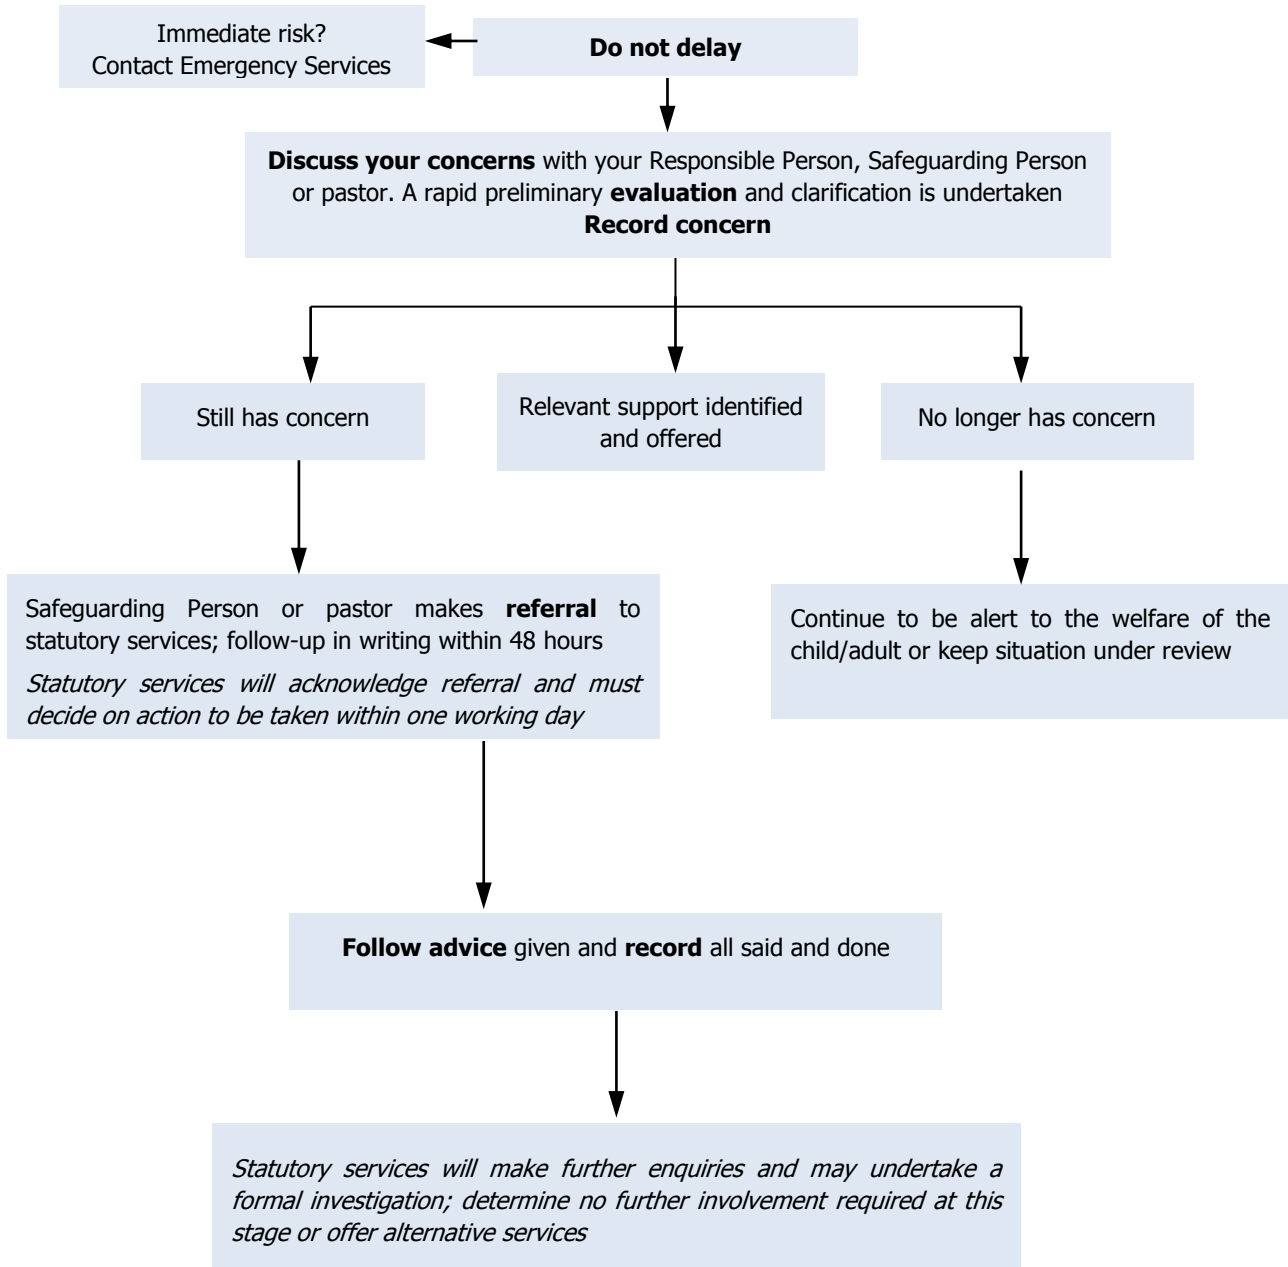 Immediate risk?
Contact Emergency Services
Do not delay
Discuss your concerns with your Responsible Person, Safeguarding Person
or pastor. A rapid preliminary evaluation and clarification is undertaken
Record concern
Still has concern
Relevant support identified
and offered
No longer has concern
Safeguarding Person or pastor makes referral to
statutory services; follow-up in writing within 48 hours
Statutory services will acknowledge referral and must
decide on action to be taken within one working day
Continue to be alert to the welfare of the
child/adult or keep situation under review
Follow advice given and record all said and done
Statutory services will make further enquiries and may undertake a
formal investigation; determine no further involvement required at this
stage or offer alternative services